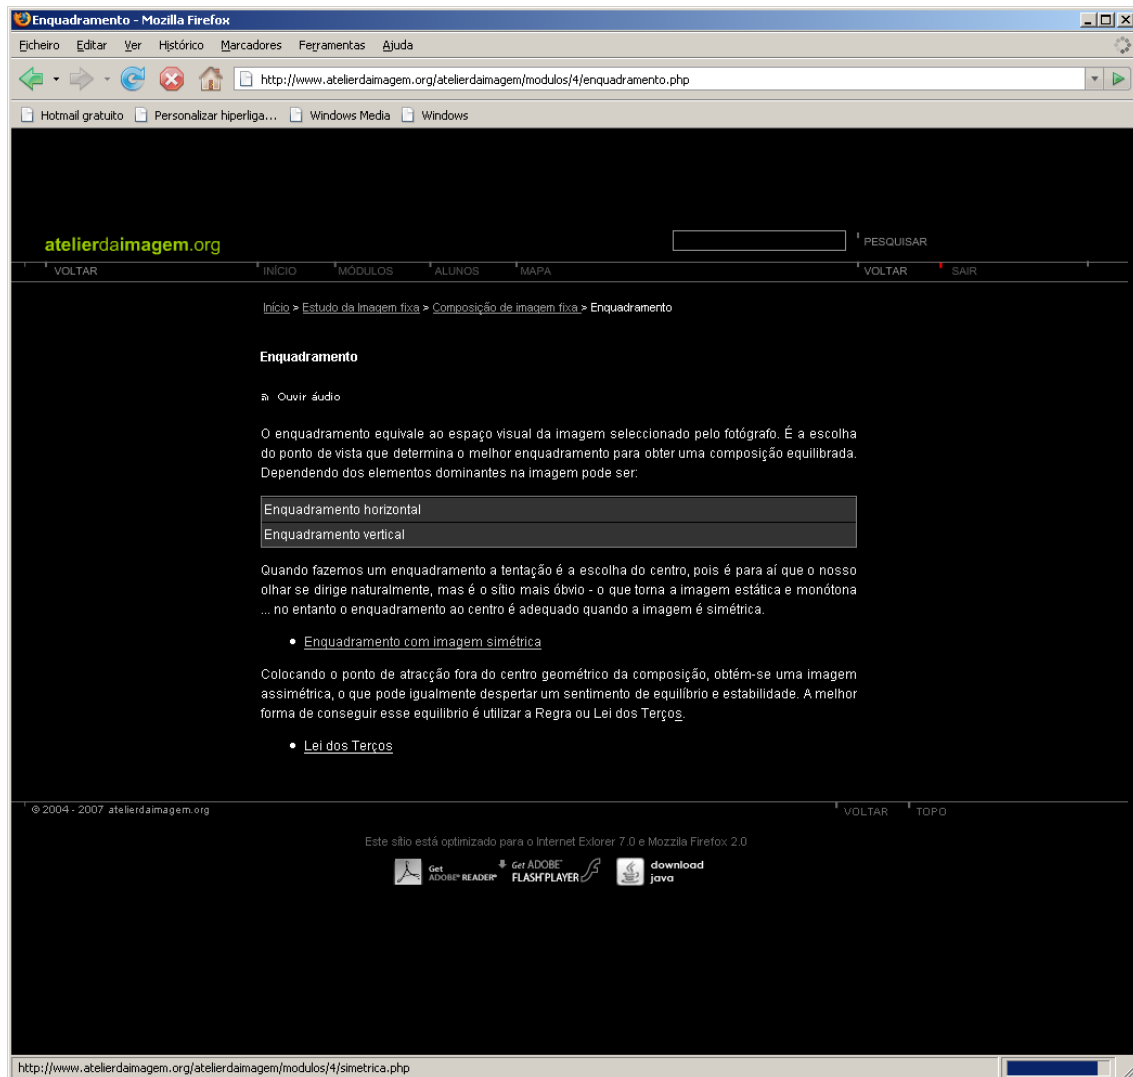 Enquadramento - Mozilla Firefox
Ficheiro Editar Ver Histórico Marcadores Ferramentas Ajuda
http://www.atelierdaimagem.org/atelierdaimagem/modulos/4/enquadramento.php
Hotmail gratuito Personalizar hiperliga... Windows Media Windows
atelierdaimagem.org
PESQUISAR
VOLTAR INÍCIO MÓDULOS ALUNOS MAPA VOLTAR SAIR
Início > Estudo da Imagem fixa > Composição de imagem fixa > Enquadramento
Enquadramento
Ouvir áudio
O enquadramento equivale ao espaço visual da imagem seleccionado pelo fotógrafo. É a escolha
do ponto de vista que determina o melhor enquadramento para obter uma composição equilibrada.
Dependendo dos elementos dominantes na imagem pode ser:
Enquadramento horizontal
Enquadramento vertical
Quando fazemos um enquadramento a tentação é a escolha do centro, pois é para aí que o nosso
olhar se dirige naturalmente, mas é o sítio mais óbvio - o que torna a imagem estática e monótona
... no entanto o enquadramento ao centro é adequado quando a imagem é simétrica.
• Enquadramento com imagem simétrica
Colocando o ponto de atracção fora do centro geométrico da composição, obtém-se uma imagem
assimétrica, o que pode igualmente despertar um sentimento de equilíbrio e estabilidade. A melhor
forma de conseguir esse equilibrio é utilizar a Regra ou Lei dos Terços.
• Lei dos Terços
© 2004 - 2007 atelierdaimagem.org
VOLTAR TOPO
Este sítio está optimizado para o Internet Exlorer 7.0 e Mozzila Firefox 2.0
Get ADOBE® READER®
Get ADOBE® FLASH® PLAYER
download java
http://www.atelierdaimagem.org/atelierdaimagem/modulos/4/simetrica.php